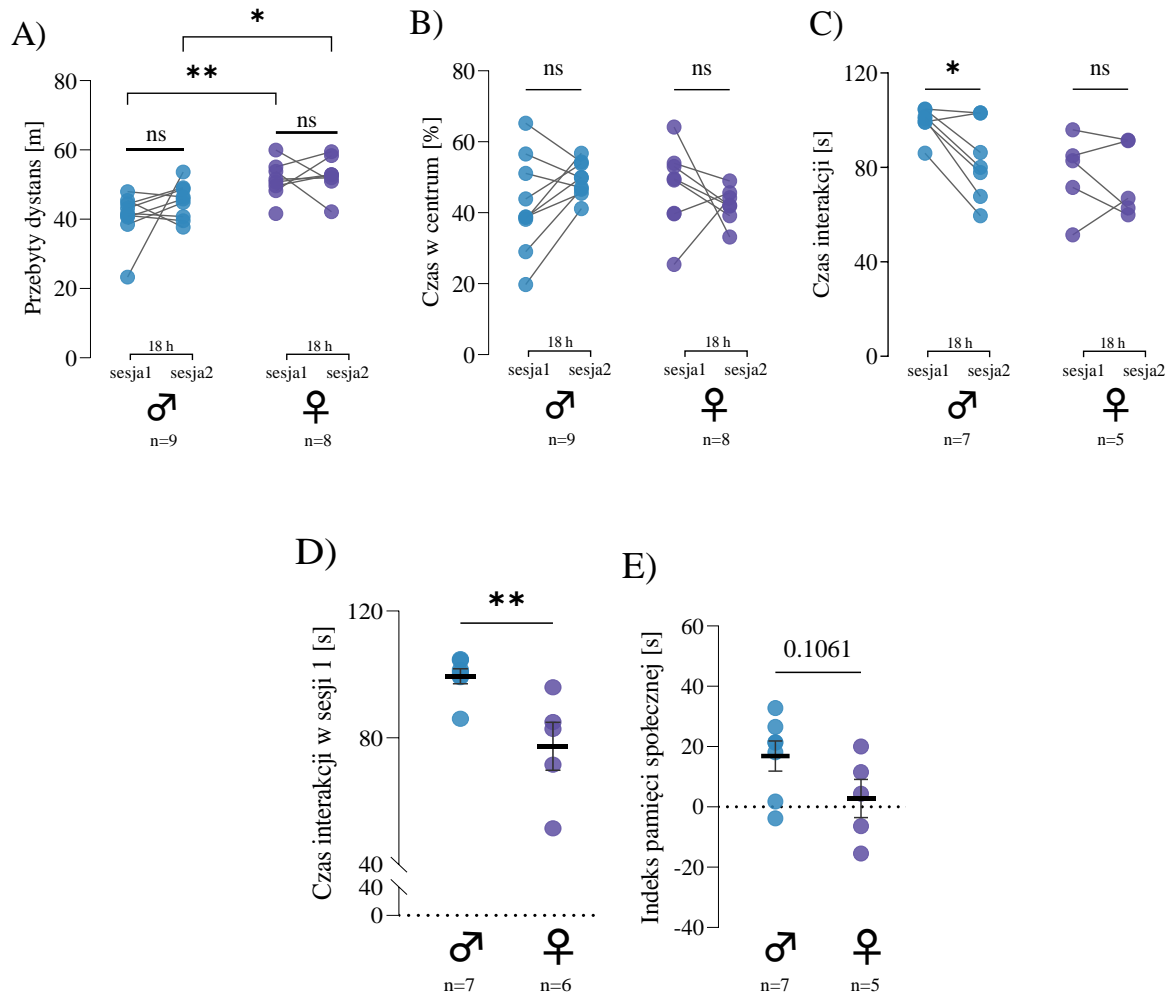 A)
*
**
ns
ns
Przebyty dystans [m]
80
60
40
20
0
18 h
18 h
sesja1 sesja2 sesja1 sesja2
♂ ♀
n=9 n=8
B)
ns
ns
Czas w centrum [%]
80
60
40
20
0
18 h
18 h
sesja1 sesja2 sesja1 sesja2
♂ ♀
n=9 n=8
C)
*
ns
Czas interakcji [s]
120
80
40
0
18 h
18 h
sesja1 sesja2 sesja1 sesja2
♂ ♀
n=7 n=5
D)
**
Czas interakcji w sesji 1 [s]
120
80
40
40
0
♂ ♀
n=7 n=6
E)
0.1061
Indeks pamięci społecznej [s]
60
40
20
0
-20
-40
♂ ♀
n=7 n=5